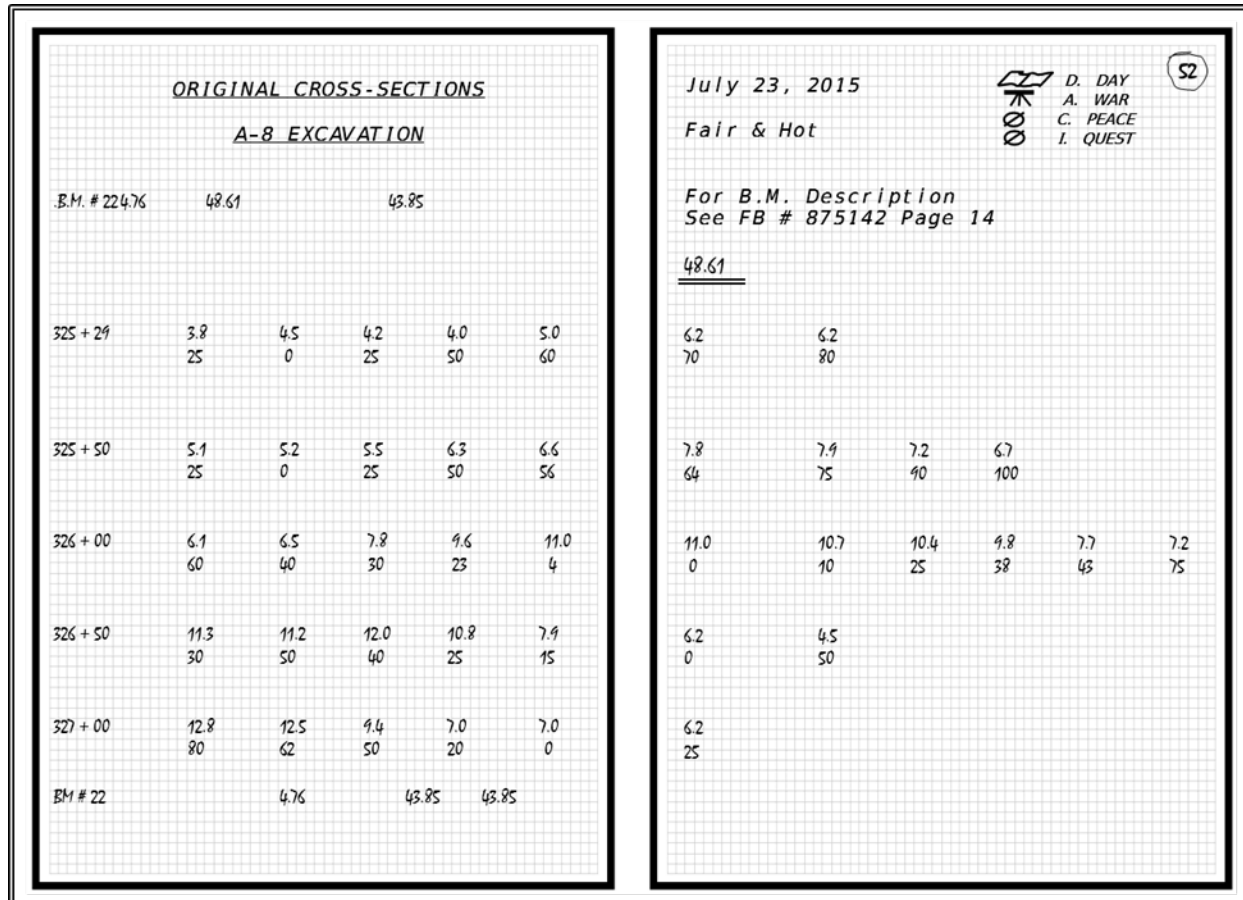 ORIGINAL CROSS-SECTIONS
A-8 EXCAVATION
B.M. # 22 4.76 48.61 43.85
325 + 29 3.8 4.5 4.2 4.0 5.0
25 0 25 50 60
325 + 50 5.1 5.2 5.5 6.3 6.6
25 0 25 50 56
326 + 00 6.1 6.5 7.8 9.6 11.0
60 40 30 23 4
326 + 50 11.3 11.2 12.0 10.8 7.9
30 50 40 25 15
327 + 00 12.8 12.5 9.4 7.0 7.0
80 62 50 20 0
BM # 22 4.76 43.85 43.85
52
July 23, 2015
Fair & Hot
D. DAY
A. WAR
C. PEACE
I. QUEST
For B.M. Description
See FB # 875142 Page 14
48.61
6.2 6.2
70 80
7.8 7.9 7.2 6.7
64 75 90 100
11.0 10.7 10.4 9.8 7.7 7.2
0 10 25 38 43 75
6.2 4.5
0 50
6.2
25